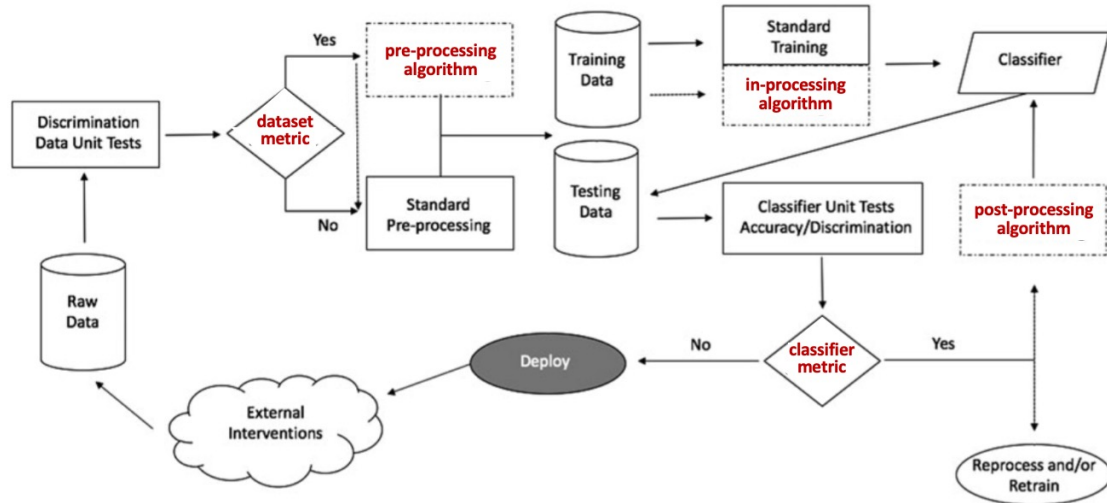 Yes
pre-processing
algorithm
Training
Data
Standard
Training
in-processing
algorithm
Classifier
Discrimination
Data Unit Tests
dataset
metric
No
Standard
Pre-processing
Testing
Data
Classifier Unit Tests
Accuracy/Discrimination
post-processing
algorithm
Raw
Data
Deploy
No
classifier
metric
Yes
External
Interventions
Reprocess and/or
Retrain